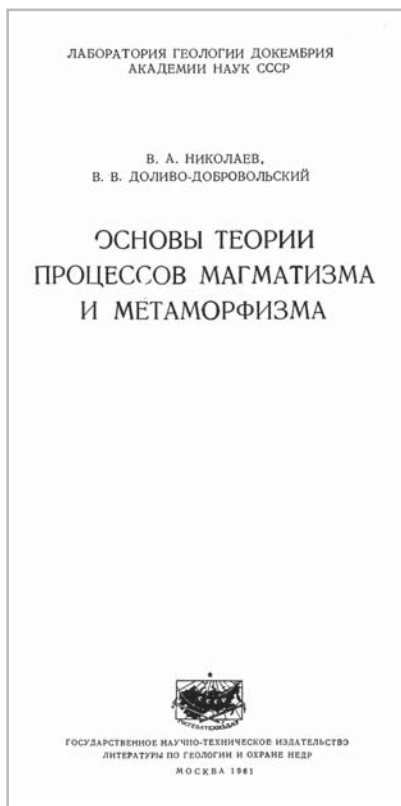 ЛАБОРАТОРИЯ ГЕОЛОГИИ ДОКЕМБРИЯ
АКАДЕМИИ НАУК СССР
В. А. НИКОЛАЕВ,
В. В. ДОЛИВО-ДОБРОВОЛЬСКИЙ
ОСНОВЫ ТЕОРИИ
ПРОЦЕССОВ МАГМАТИЗМА
И МЕТАМОРФИЗМА
ГОСГЕОЛТЕХИЗДАТ
ГОСУДАРСТВЕННОЕ НАУЧНО-ТЕХНИЧЕСКОЕ ИЗДАТЕЛЬСТВО
ЛИТЕРАТУРЫ ПО ГЕОЛОГИИ И ОХРАНЕ НЕДР
МОСКВА 1961